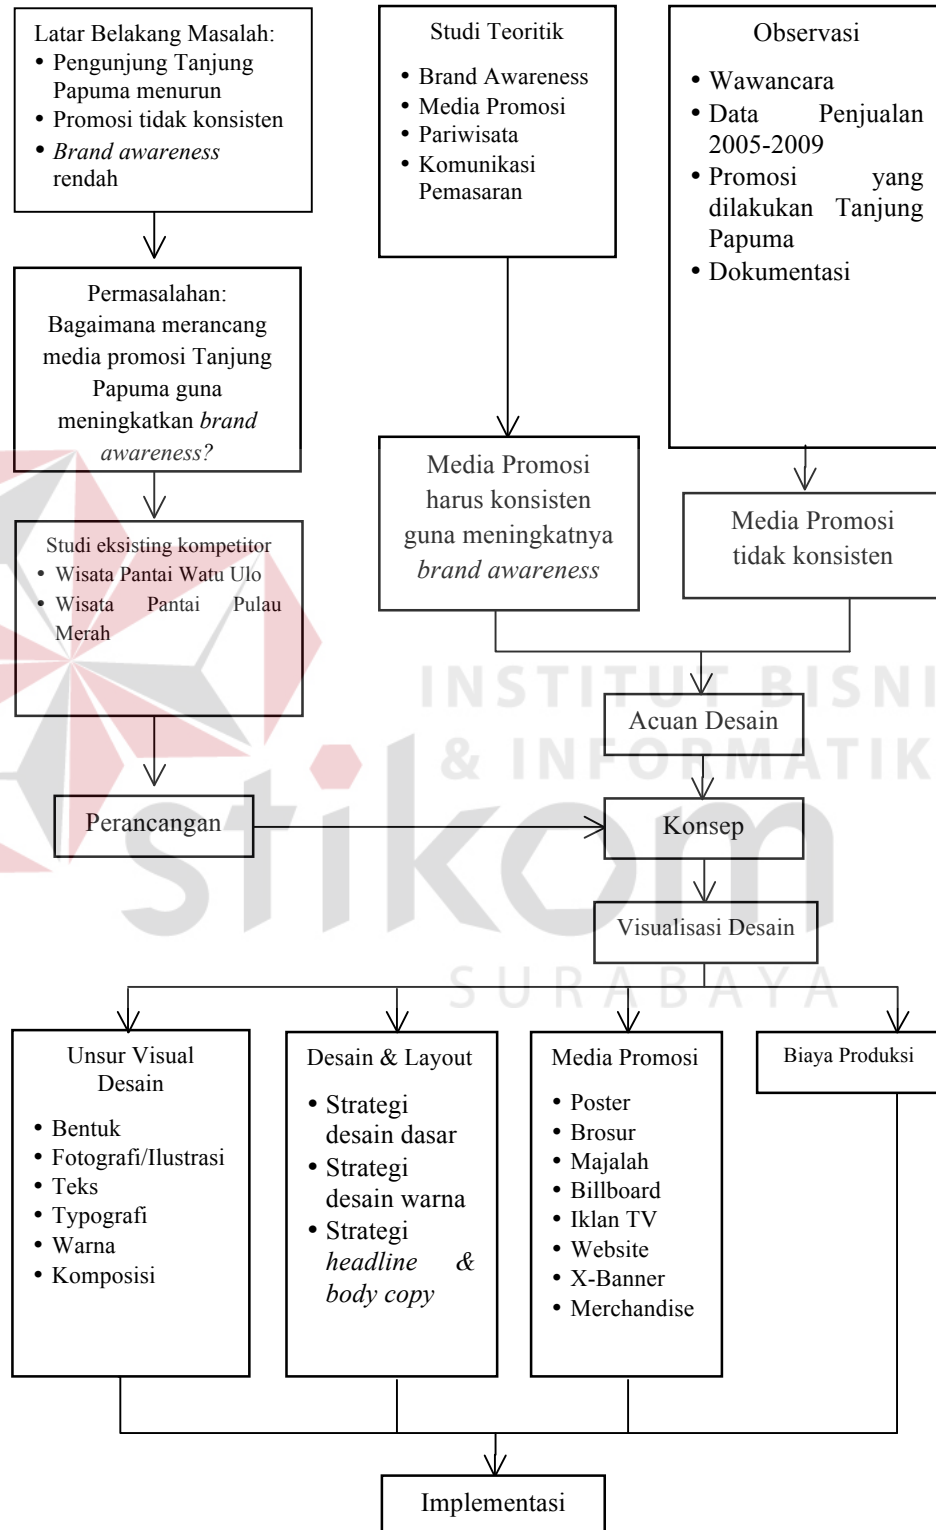 Latar Belakang Masalah:
• Pengunjung Tanjung
Papuma menurun
• Promosi tidak konsisten
• Brand awareness
rendah
Studi Teoritik
• Brand Awareness
• Media Promosi
• Pariwisata
• Komunikasi
Pemasaran
Observasi
• Wawancara
• Data Penjualan
2005-2009
• Promosi yang
dilakukan Tanjung
Papuma
• Dokumentasi
Permasalahan:
Bagaimana merancang
media promosi Tanjung
Papuma guna
meningkatkan brand
awareness?
Media Promosi
harus konsisten
guna meningkatnya
brand awareness
Media Promosi
tidak konsisten
Studi eksisting kompetitor
• Wisata Pantai Watu Ulo
• Wisata Pantai Pulau
Merah
INSTITUT BISNI
& INFORMATIK
stikom
SURABAYA
Acuan Desain
Perancangan
Konsep
Visualisasi Desain
Unsur Visual
Desain
• Bentuk
• Fotografi/Ilustrasi
• Teks
• Typografi
• Warna
• Komposisi
Desain & Layout
• Strategi
desain dasar
• Strategi
desain warna
• Strategi
headline &
body copy
Media Promosi
• Poster
• Brosur
• Majalah
• Billboard
• Iklan TV
• Website
• X-Banner
• Merchandise
Biaya Produksi
Implementasi